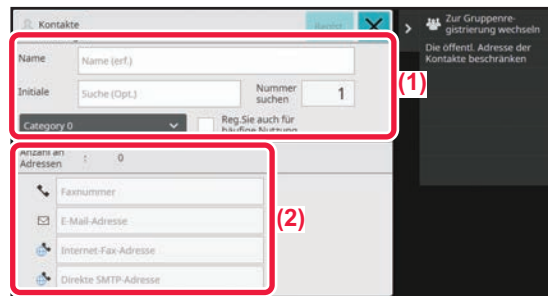 Kontakte
Registr.
Zur Gruppenre-
gistrierung wechseln
Die öffentl. Adresse der
Kontakte beschränken
Name
Name (erf.)
(1)
Initiale
Suche (Opt.)
Nummer
suchen
1
Category 0
Reg.Sie auch für
häufige Nutzung
Anzahl an
Adressen
:
0
Faxnummer
(2)
E-Mail-Adresse
Internet-Fax-Adresse
Direkte SMTP-Adresse